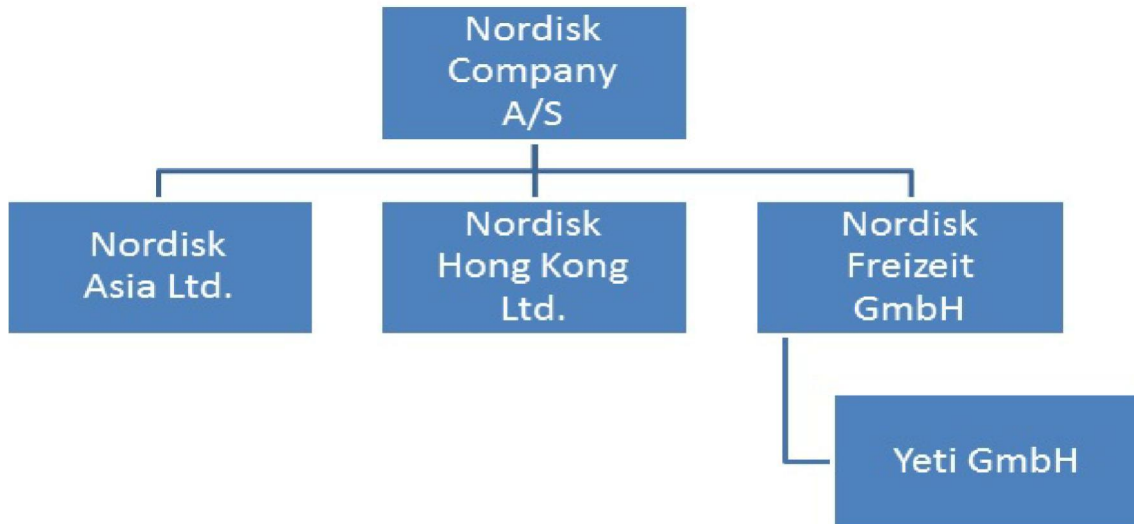 Nordisk
Company
A/S
Nordisk
Asia Ltd.
Nordisk
Hong Kong
Ltd.
Nordisk
Freizeit
GmbH
Yeti GmbH